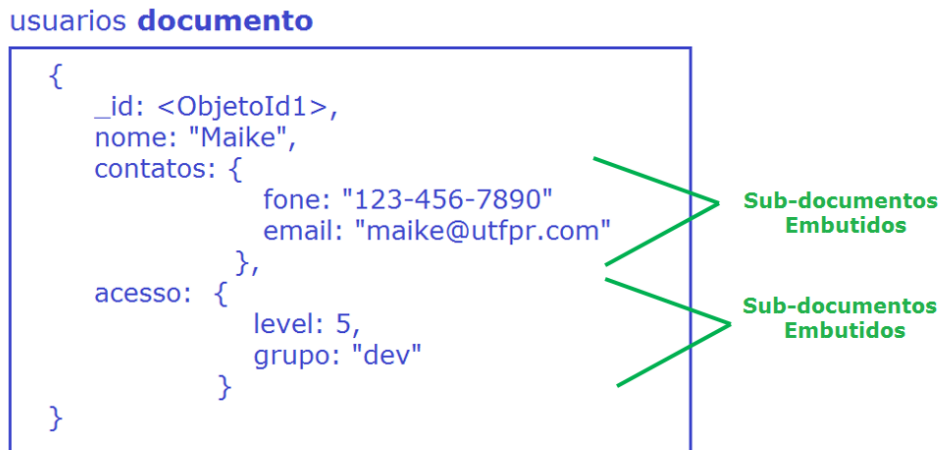 usuarios documento
{
_id: <ObjetoId1>,
nome: "Maike",
contatos: {
fone: "123-456-7890"
email: "maike@utfpr.com"
},
acesso: {
level: 5,
grupo: "dev"
}
}
Sub-documentos
Embutidos
Sub-documentos
Embutidos